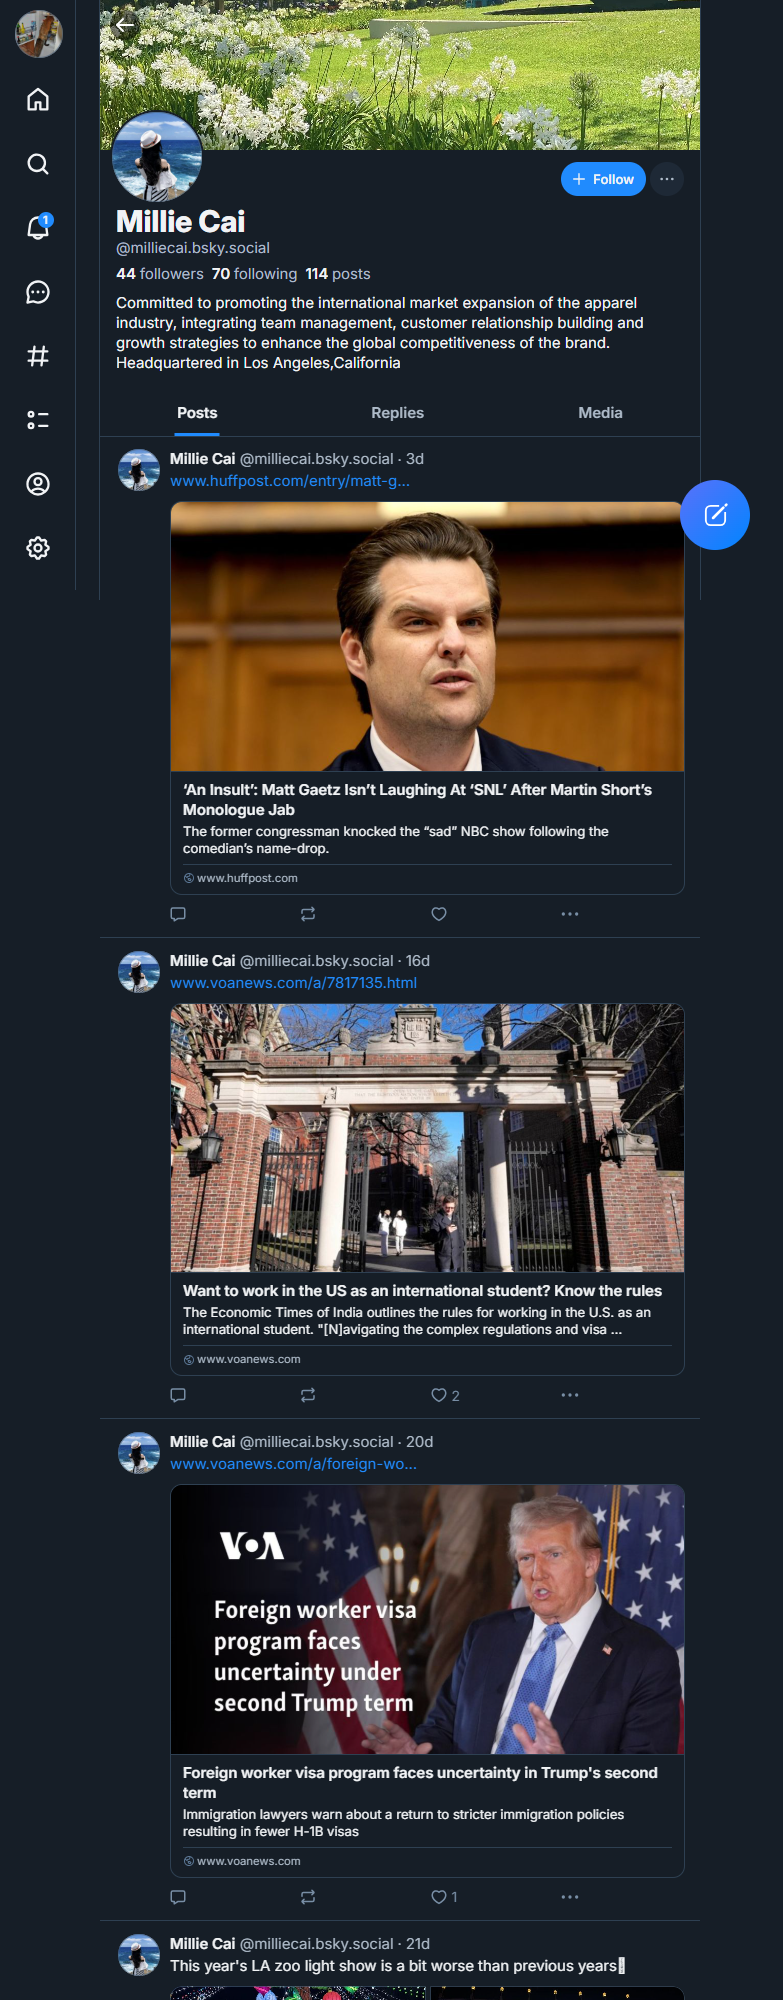 1
Follow
Millie Cai
@milliecai.bsky.social
44 followers 70 following 114 posts
Committed to promoting the international market expansion of the apparel
industry, integrating team management, customer relationship building and
growth strategies to enhance the global competitiveness of the brand.
Headquartered in Los Angeles,California
Posts Replies Media
Millie Cai @milliecai.bsky.social · 3d
www.huffpost.com/entry/matt-g...
‘An Insult’: Matt Gaetz Isn’t Laughing At ‘SNL’ After Martin Short’s
Monologue Jab
The former congressman knocked the “sad” NBC show following the
comedian’s name-drop.
www.huffpost.com
Millie Cai @milliecai.bsky.social · 16d
www.voanews.com/a/7817135.html
Want to work in the US as an international student? Know the rules
The Economic Times of India outlines the rules for working in the U.S. as an
international student. "[N]avigating the complex regulations and visa ...
www.voanews.com
2
Millie Cai @milliecai.bsky.social · 20d
www.voanews.com/a/foreign-wo...
VOA
Foreign worker visa
program faces
uncertainty under
second Trump term
Foreign worker visa program faces uncertainty in Trump's second
term
Immigration lawyers warn about a return to stricter immigration policies
resulting in fewer H-1B visas
www.voanews.com
1
Millie Cai @milliecai.bsky.social · 21d
This year's LA zoo light show is a bit worse than previous years